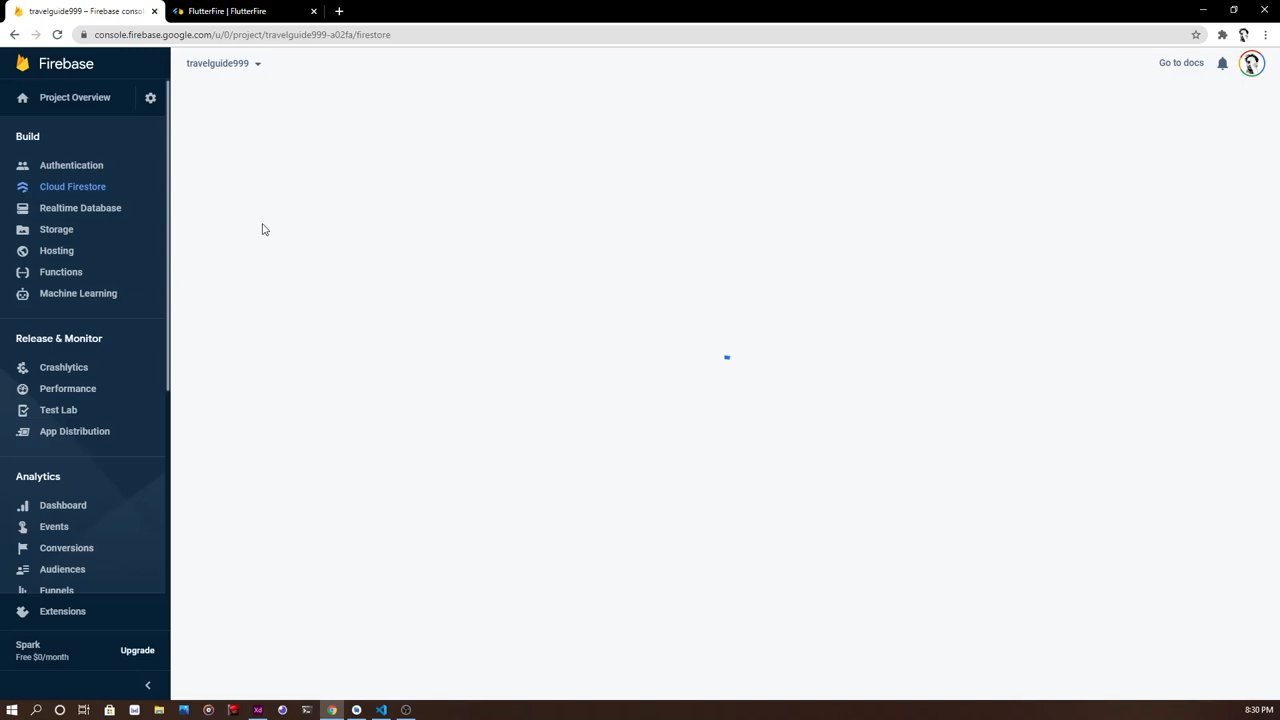 travelguide999 – Firebase consol
FlutterFire | FlutterFire
console.firebase.google.com/u/0/project/travelguide999-a02fa/firestore
Firebase
travelguide999
Go to docs
Project Overview
Build
Authentication
Cloud Firestore
Realtime Database
Storage
Hosting
Functions
Machine Learning
Release & Monitor
Crashlytics
Performance
Test Lab
App Distribution
Analytics
Dashboard
Events
Conversions
Audiences
Funnels
Extensions
Spark
Free $0/month
Upgrade
Xd
8:30 PM